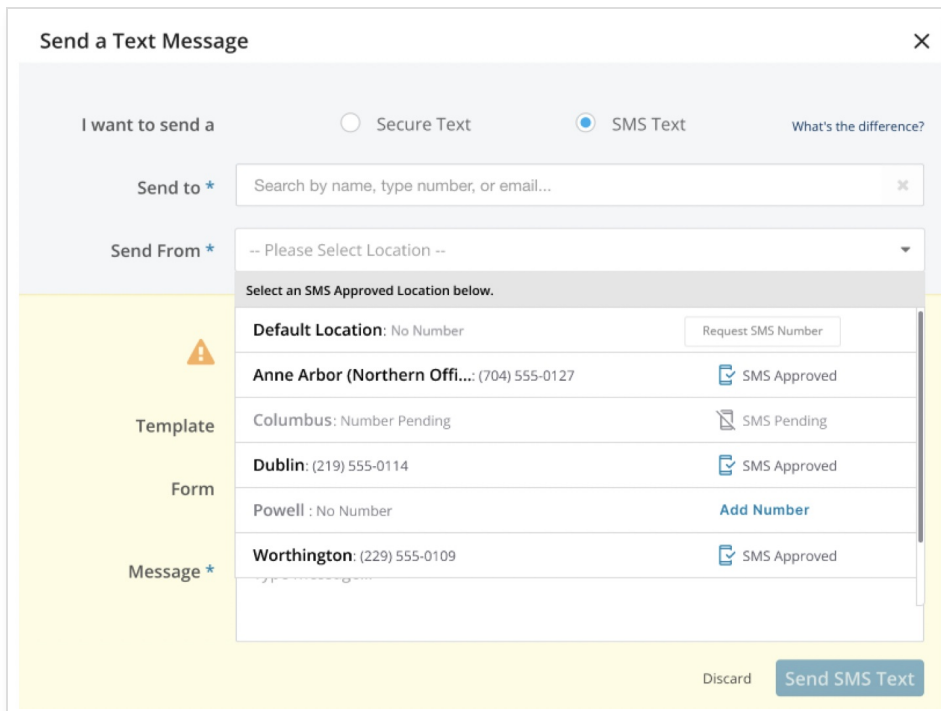 Send a Text Message
I want to send a Secure Text SMS Text What's the difference?
Send to * Search by name, type number, or email...
Send From * -- Please Select Location --
Select an SMS Approved Location below.
Default Location: No Number Request SMS Number
Anne Arbor (Northern Offi...: (704) 555-0127 SMS Approved
Columbus: Number Pending SMS Pending
Template
Dublin: (219) 555-0114 SMS Approved
Form
Powell : No Number Add Number
Worthington: (229) 555-0109 SMS Approved
Message *
Discard Send SMS Text